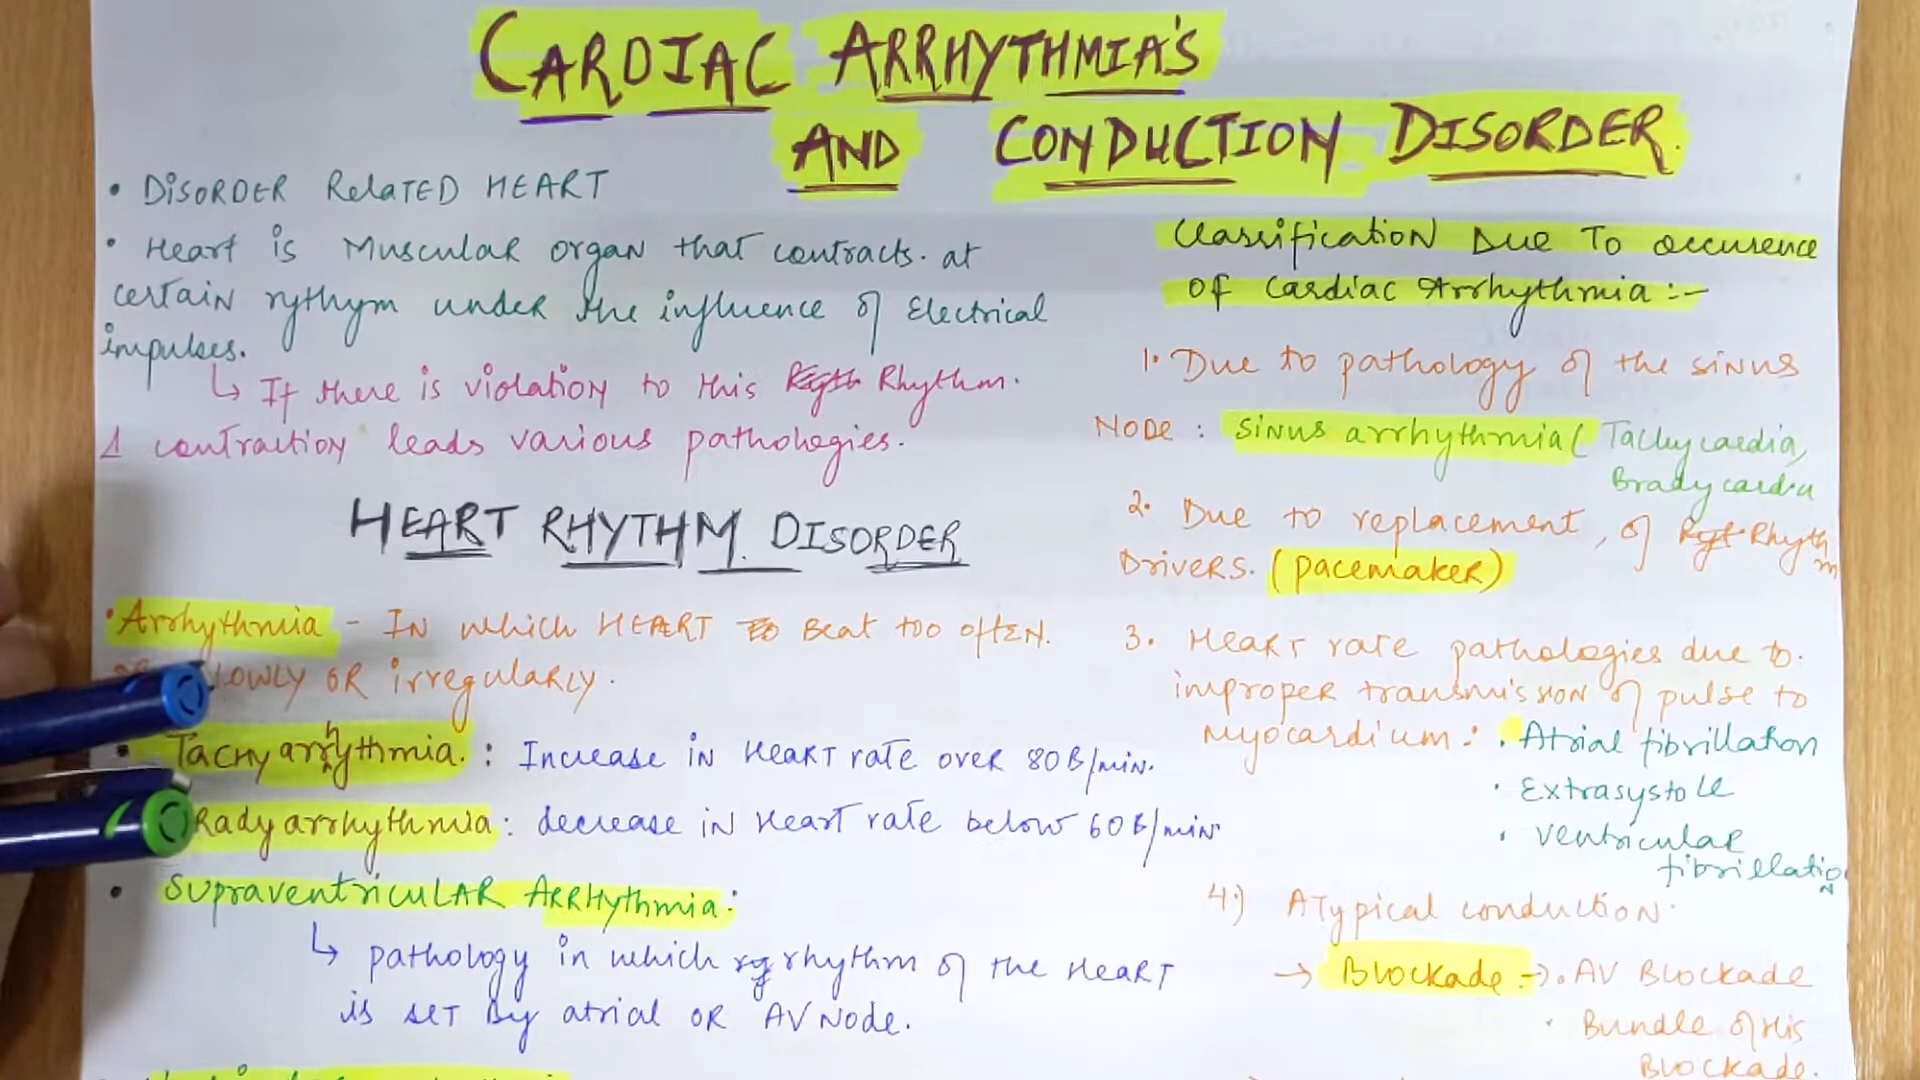 CARDIAC ARRHYTHMIA'S
AND CONDUCTION DISORDER.
• DISORDER RELATED HEART
• Heart is Muscular organ that contracts. at
certain rythym under the influence of Electrical
impulses.
↳ If there is violation to this Rhythm.
contraction leads various pathologies.
HEART RHYTHM DISORDER
• Arrhythmia - IN which HEART Beat too ofteN.
slowly OR irregularly.
• Tachyarrhythmia. : Increase in Heart rate over 80B/min.
Radyarrhythmia : decrease in Heart rate below 60B/min
• Supraventricular Arrhythmia:
↳ pathology in which rhythm of the Heart
is set By atrial OR AV Node.
Classification Due To occurence
of cardiac Arrhythmia :-
1. Due to pathology of the sinus
Node : sinus arrhythmia ( Tachycardia,
Bradycardia
2. Due to replacement, of Rhythm
Drivers. (pacemaker)
3. Heart rate pathologies due to.
improper transmission of pulse to
myocardium : • Atrial fibrillation
• Extrasystole
• ventricular
fibrillation
4:) ATypical conduction.
→ Blockade. → • AV Blockade
• Bundle of His
Blockade.